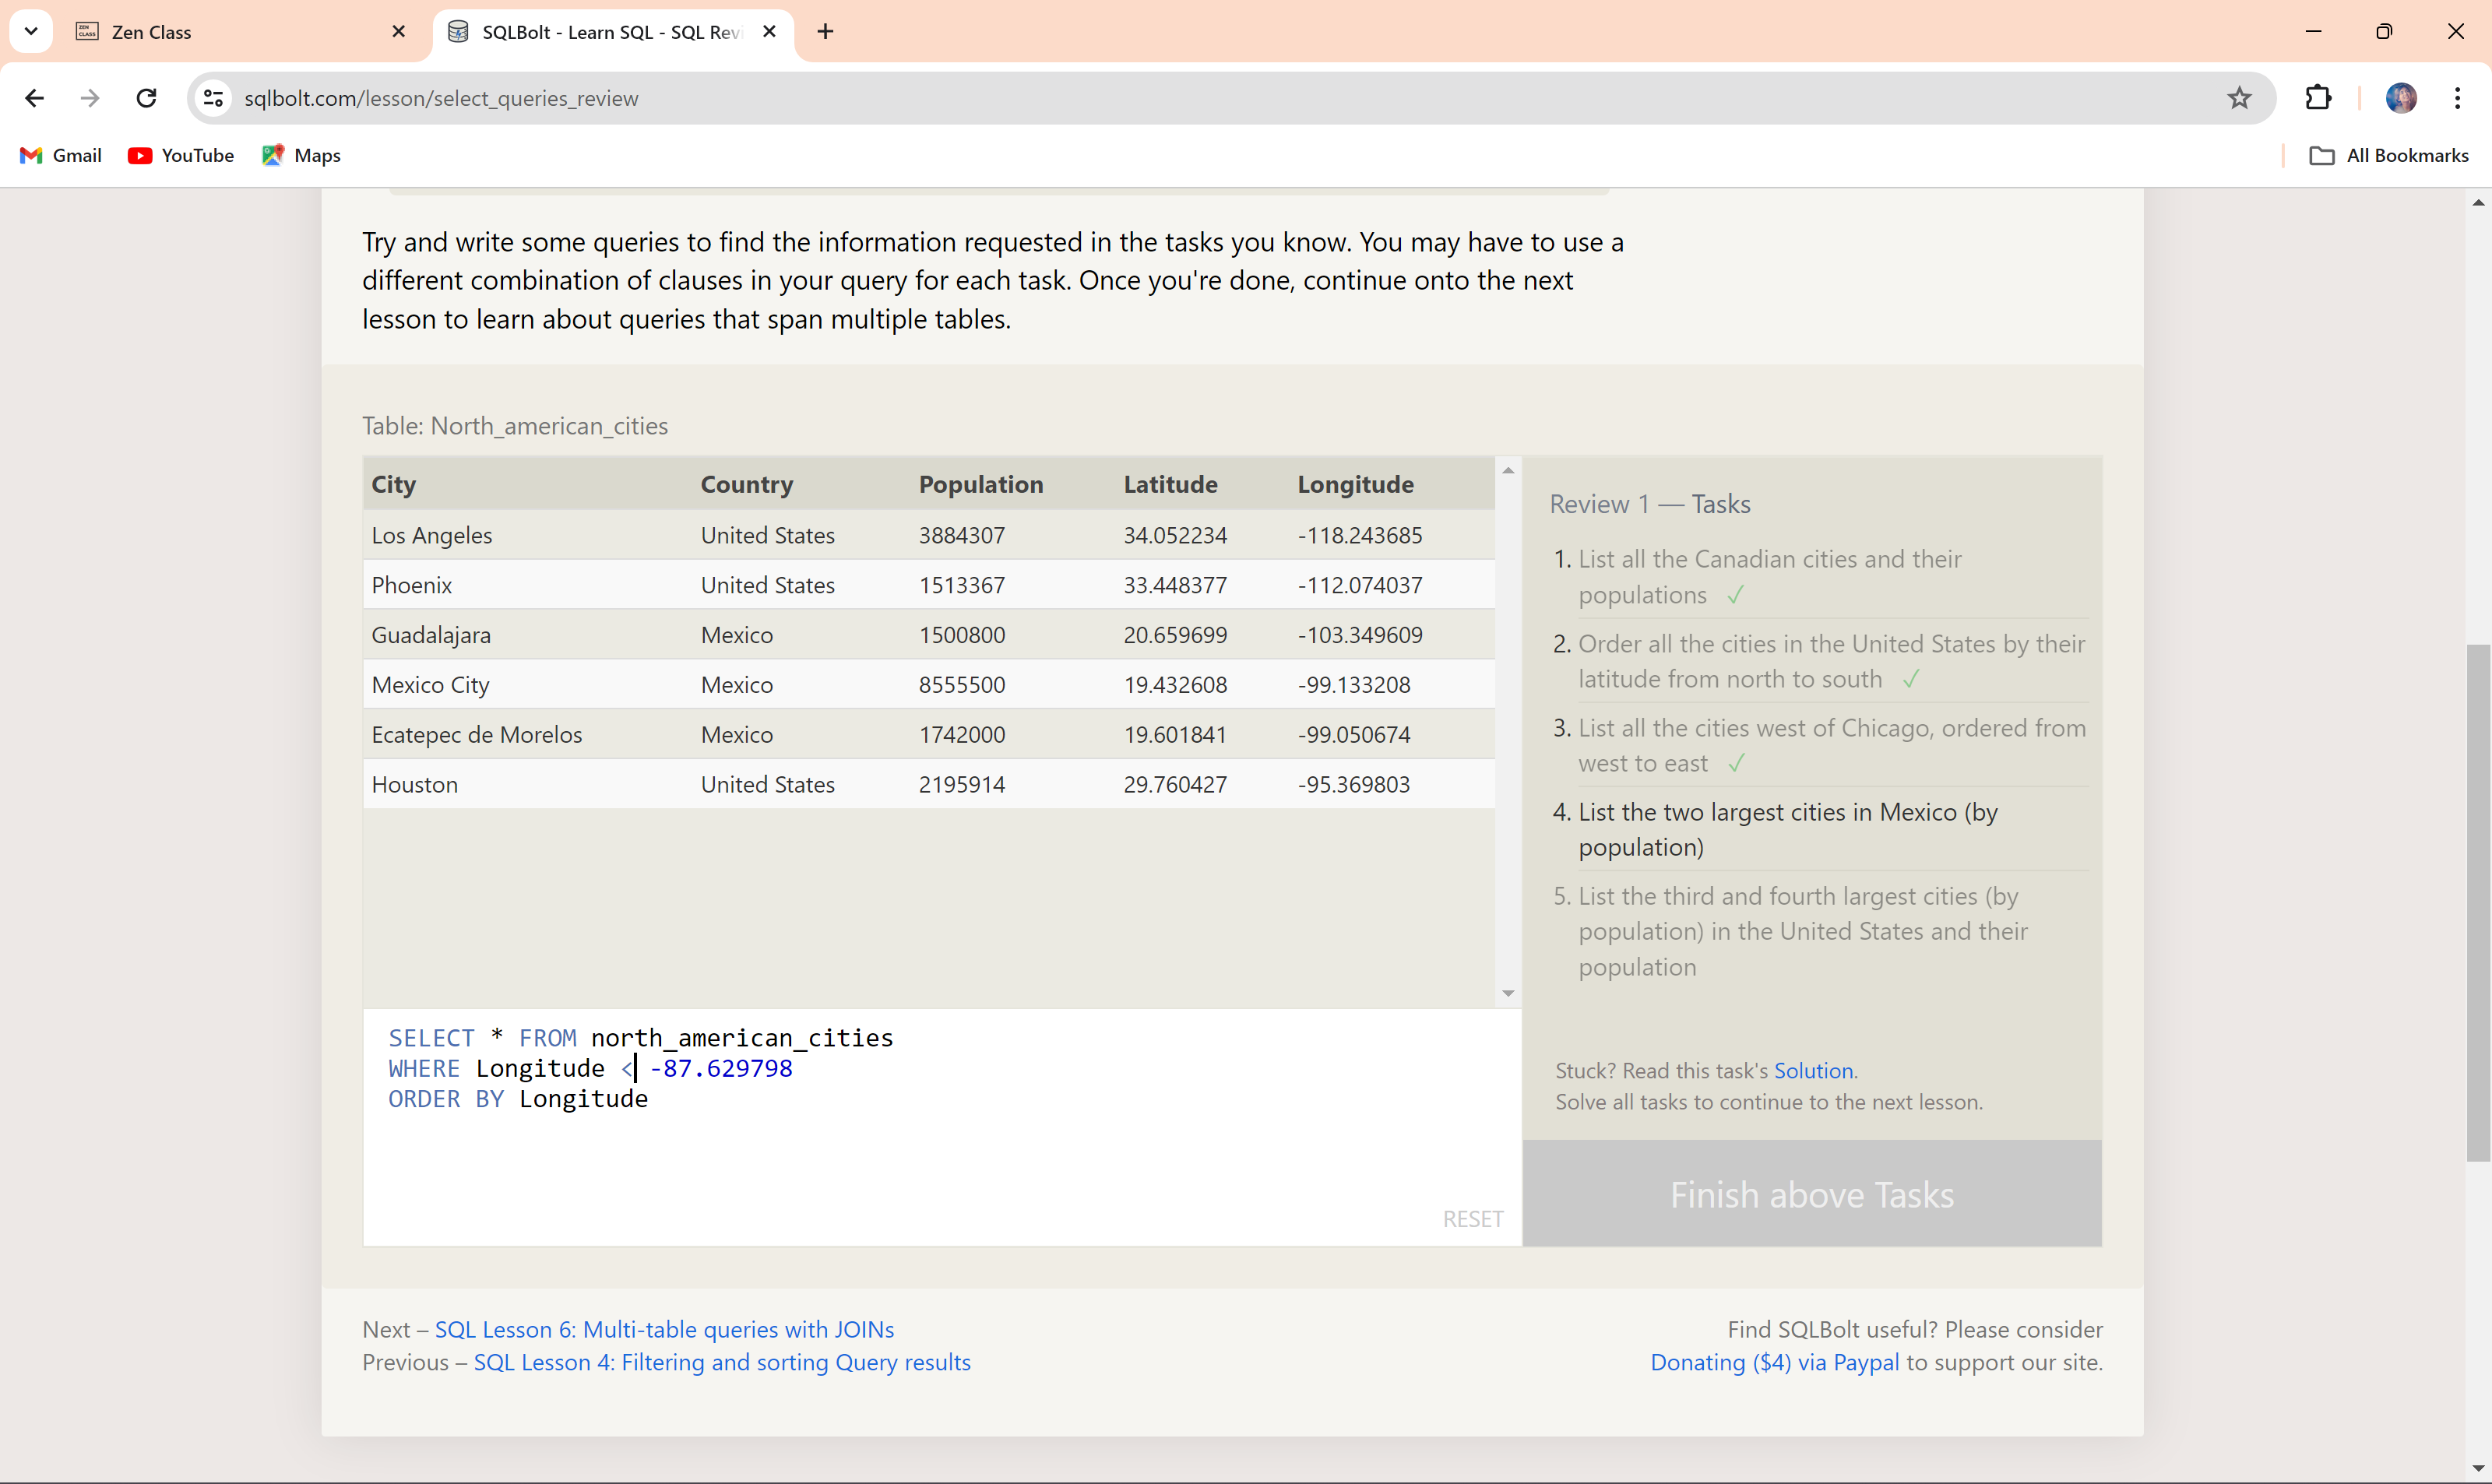 Zen Class
SQLBolt - Learn SQL - SQL Rev
sqlbolt.com/lesson/select_queries_review
Gmail
YouTube
Maps
All Bookmarks
Try and write some queries to find the information requested in the tasks you know. You may have to use a
different combination of clauses in your query for each task. Once you're done, continue onto the next
lesson to learn about queries that span multiple tables.
Table: North_american_cities
City Country Population Latitude Longitude
Los Angeles United States 3884307 34.052234 -118.243685
Phoenix United States 1513367 33.448377 -112.074037
Guadalajara Mexico 1500800 20.659699 -103.349609
Mexico City Mexico 8555500 19.432608 -99.133208
Ecatepec de Morelos Mexico 1742000 19.601841 -99.050674
Houston United States 2195914 29.760427 -95.369803
SELECT * FROM north_american_cities
WHERE Longitude < -87.629798
ORDER BY Longitude
RESET
Review 1 — Tasks
1. List all the Canadian cities and their
populations ✓
2. Order all the cities in the United States by their
latitude from north to south ✓
3. List all the cities west of Chicago, ordered from
west to east ✓
4. List the two largest cities in Mexico (by
population)
5. List the third and fourth largest cities (by
population) in the United States and their
population
Stuck? Read this task's Solution.
Solve all tasks to continue to the next lesson.
Finish above Tasks
Next – SQL Lesson 6: Multi-table queries with JOINs
Previous – SQL Lesson 4: Filtering and sorting Query results
Find SQLBolt useful? Please consider
Donating ($4) via Paypal to support our site.